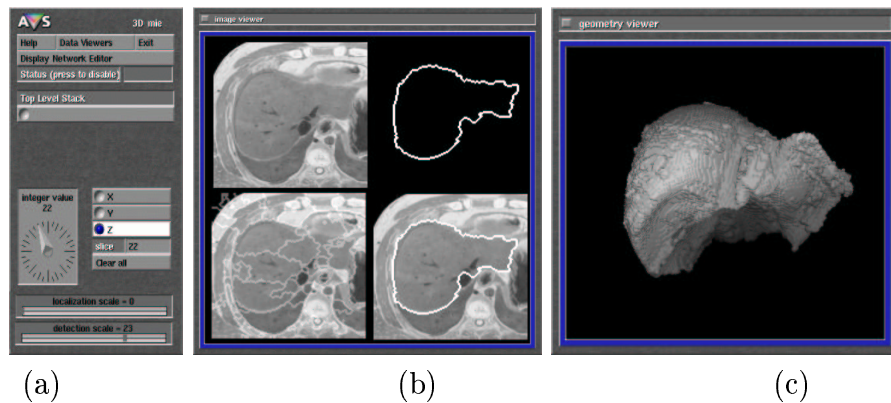 AVS 3D mie
Help Data Viewers Exit
Display Network Editor
Status (press to disable)
Top Level Stack
integer value
22
X
Y
Z
slice 22
Clear all
localization scale = 0
detection scale = 23
image viewer
geometry viewer
(a) (b) (c)